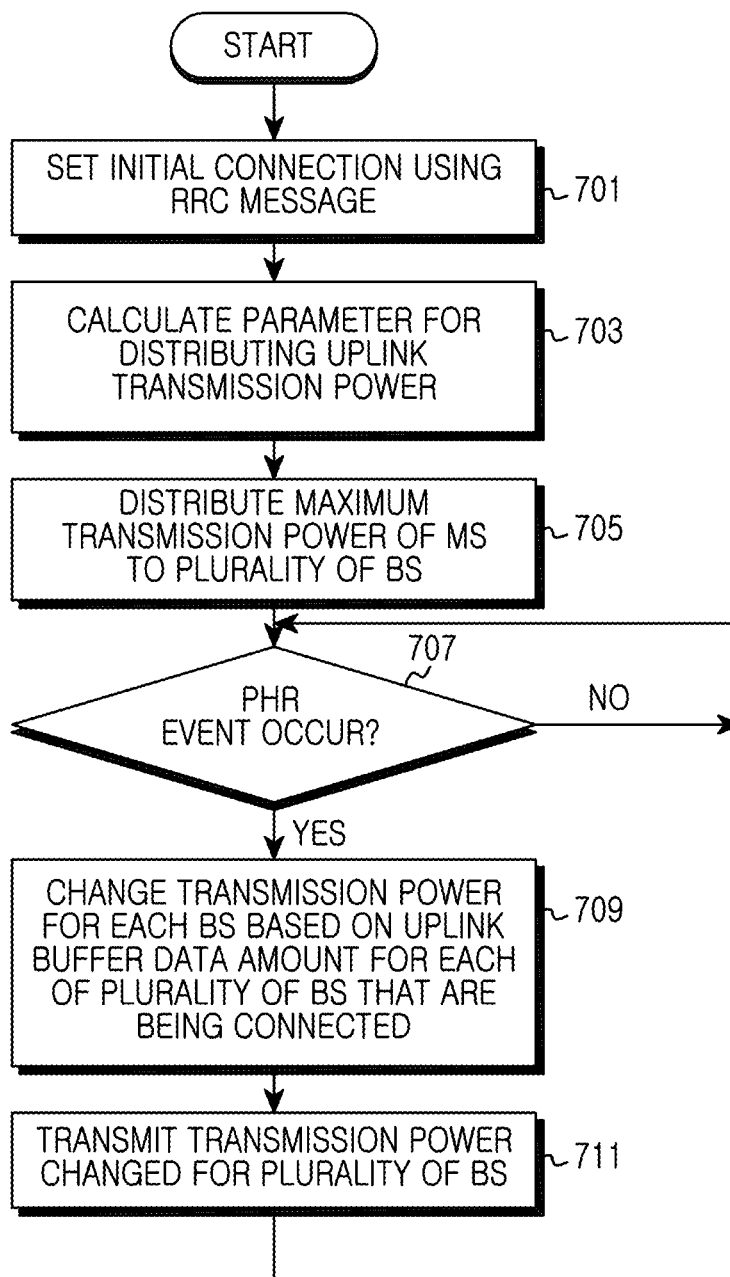 START
SET INITIAL CONNECTION USING
RRC MESSAGE
701
CALCULATE PARAMETER FOR
DISTRIBUTING UPLINK
TRANSMISSION POWER
703
DISTRIBUTE MAXIMUM
TRANSMISSION POWER OF MS
TO PLURALITY OF BS
705
707
PHR
EVENT OCCUR?
NO
YES
CHANGE TRANSMISSION POWER
FOR EACH BS BASED ON UPLINK
BUFFER DATA AMOUNT FOR EACH
OF PLURALITY OF BS THAT ARE
BEING CONNECTED
709
TRANSMIT TRANSMISSION POWER
CHANGED FOR PLURALITY OF BS
711